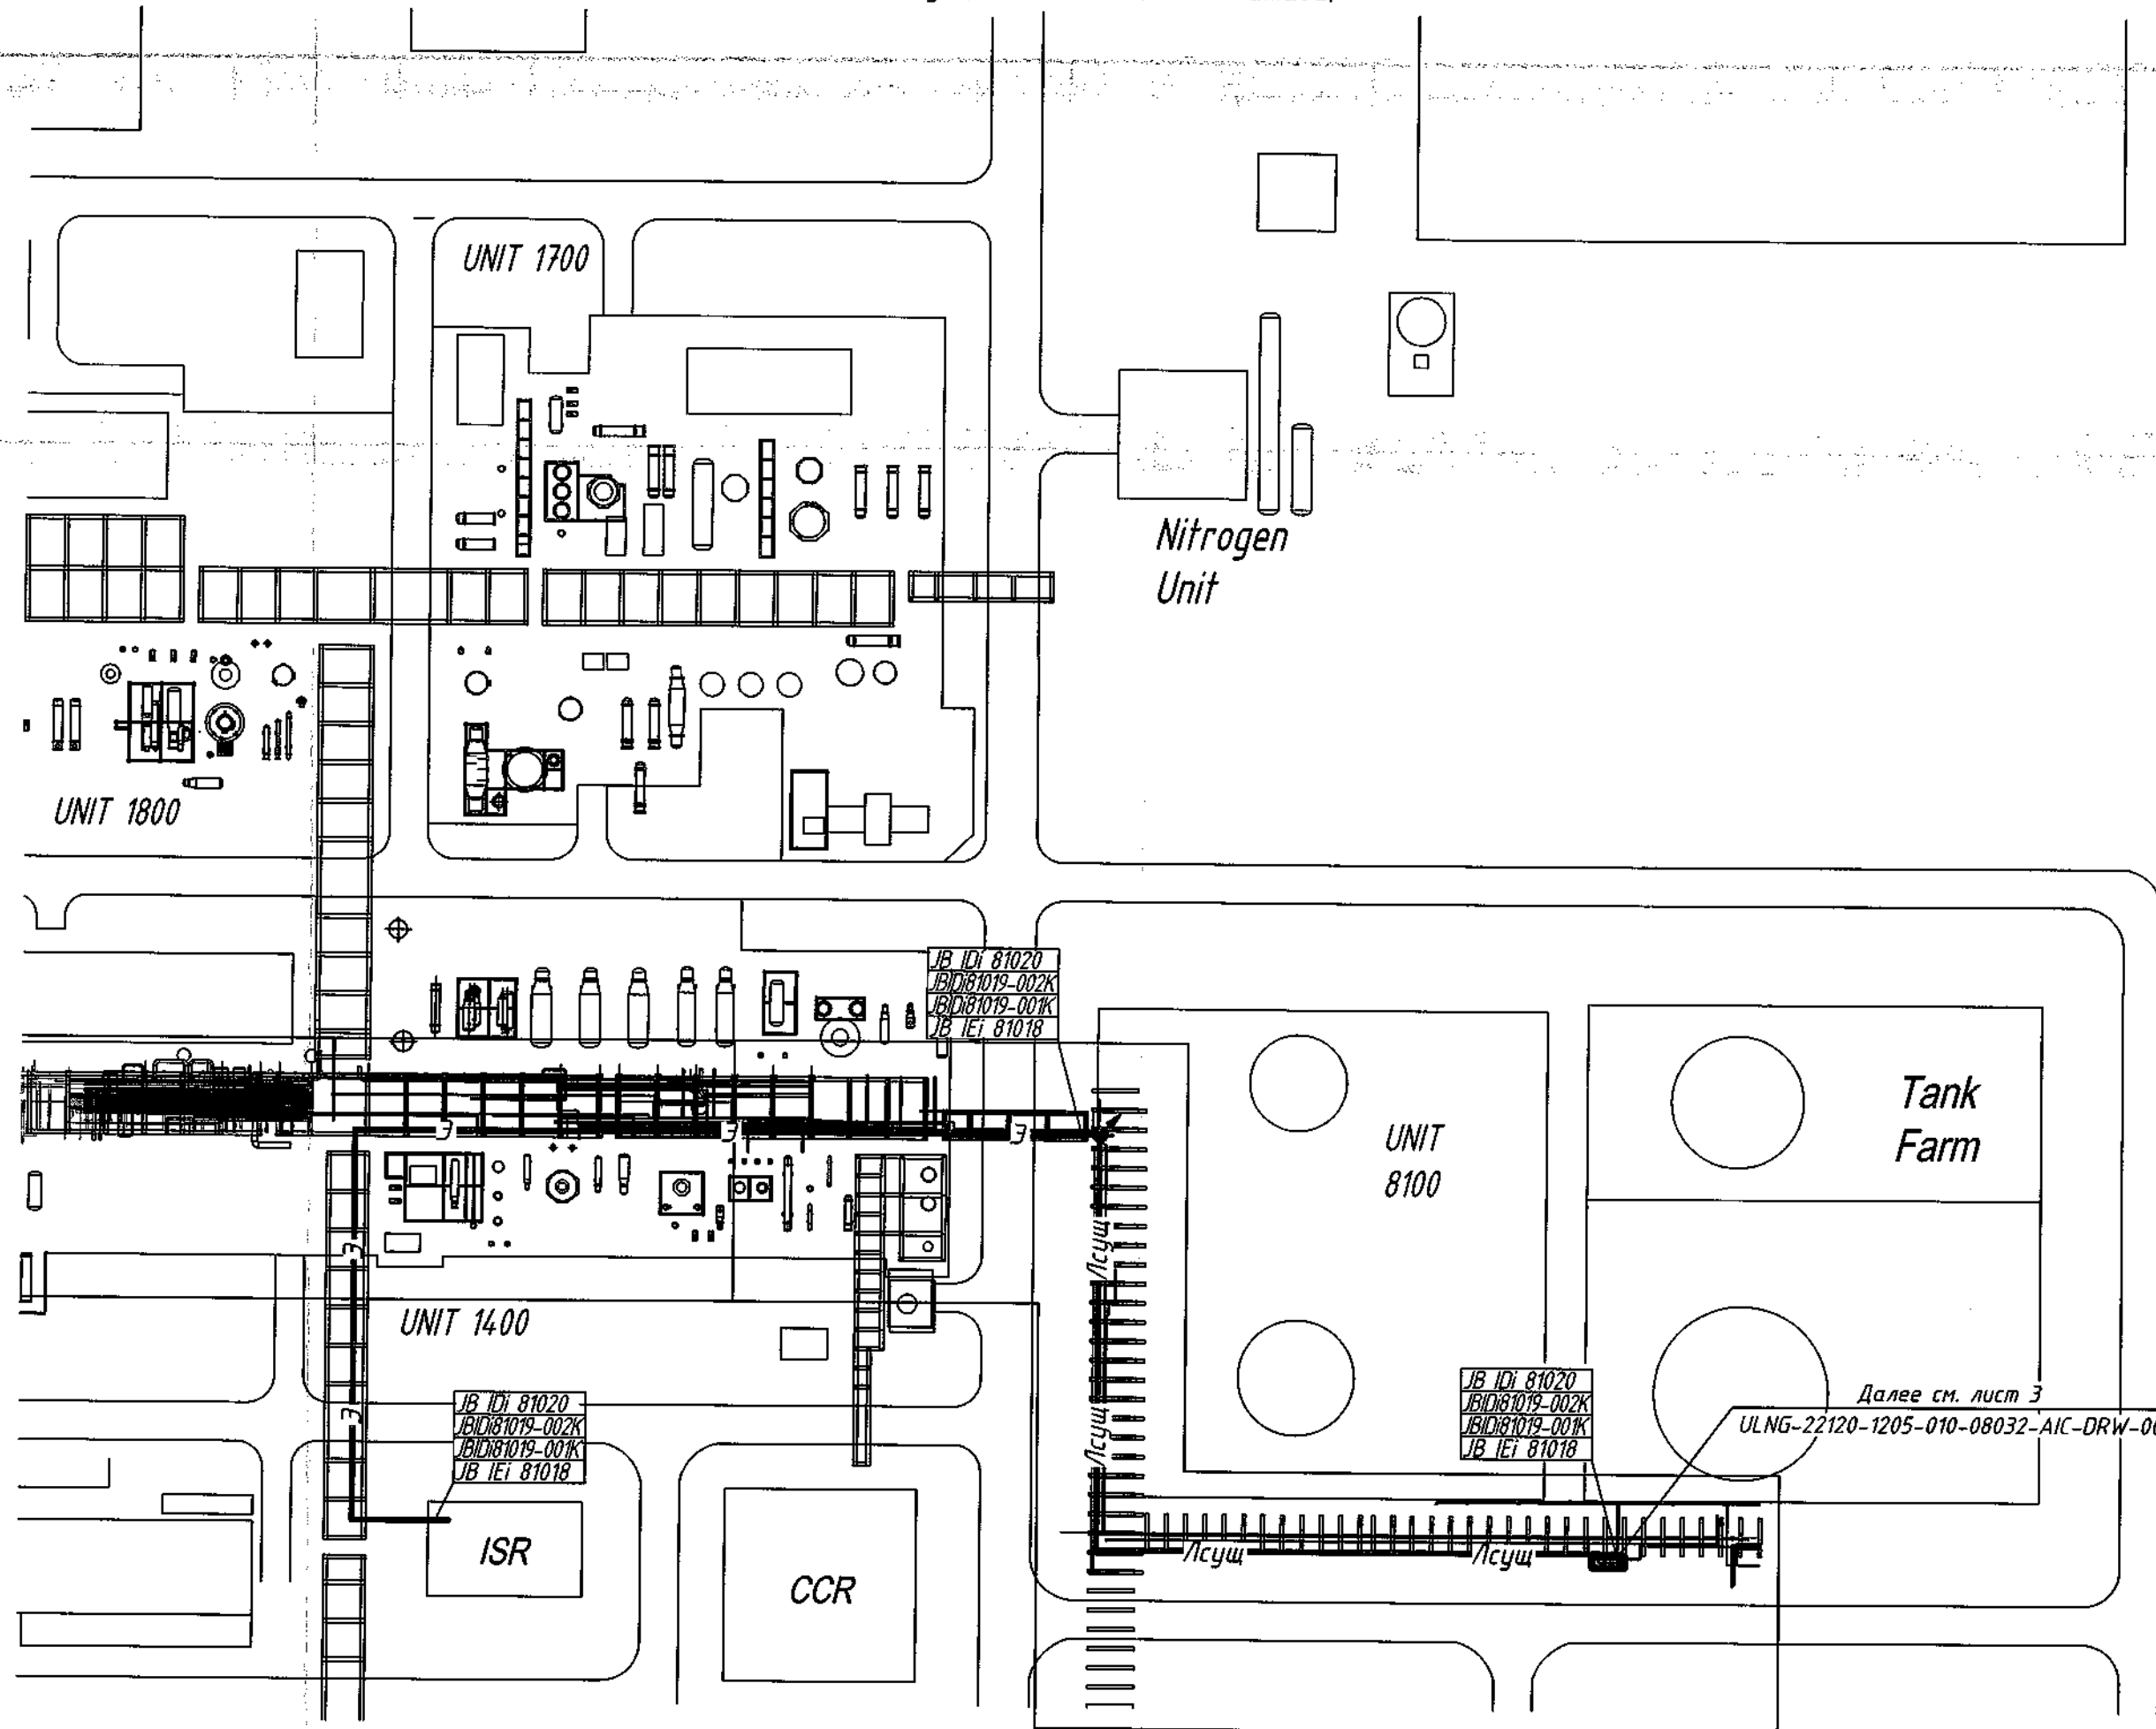 UNIT 1700
Nitrogen
Unit
UNIT 1800
JB IDi 81020
JBIDi81019-002K
JBIDi81019-001K
JB IEi 81018
UNIT
8100
Tank
Farm
Э
Э
Э
Э
Лсущ
UNIT 1400
JB IDi 81020
JBIDi81019-002K
JBIDi81019-001K
JB IEi 81018
Э
Лсущ
JB IDi 81020
JBIDi81019-002K
JBIDi81019-001K
JB IEi 81018
Далее см. лист 3
ULNG-22120-1205-010-08032-AIC-DRW-00
ISR
CCR
Лсущ
Лсущ